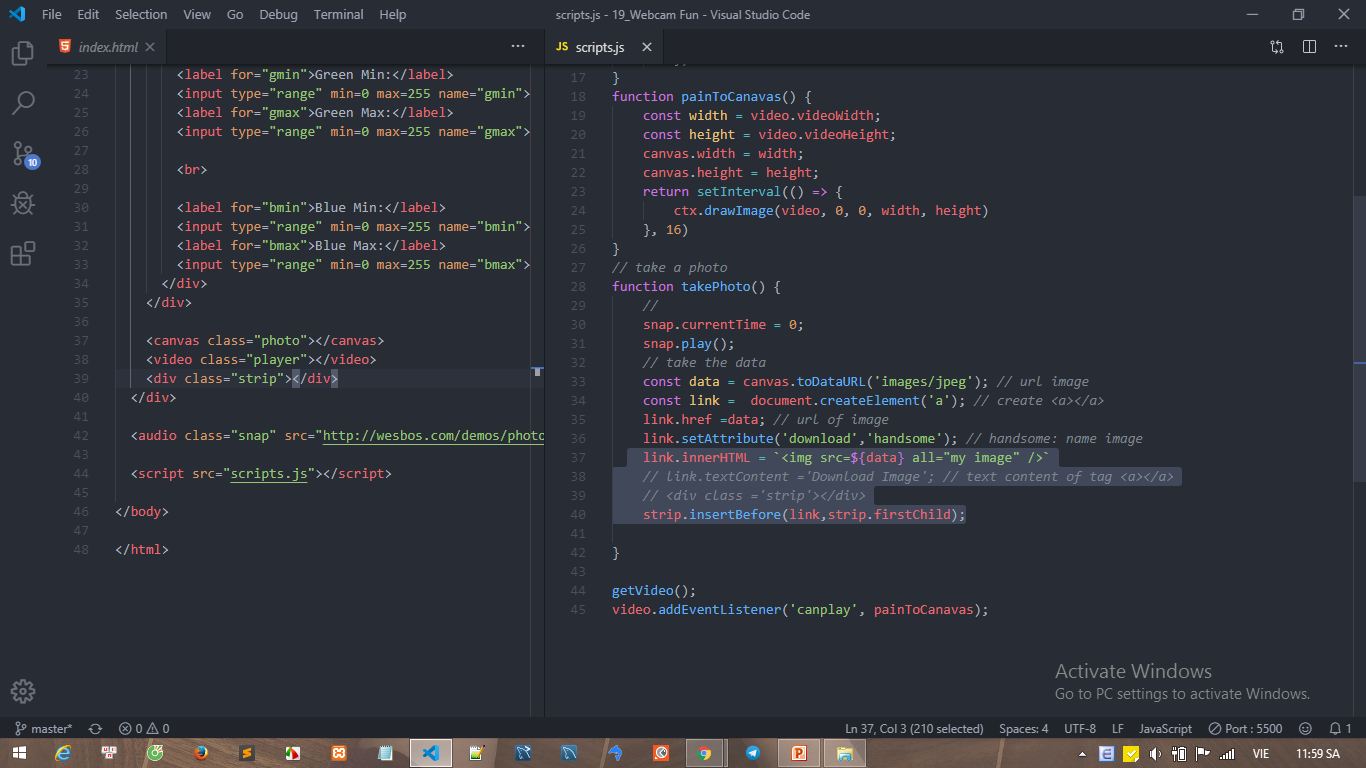 File Edit Selection View Go Debug Terminal Help
scripts.js - 19_Webcam Fun - Visual Studio Code
index.html
JS scripts.js
23 <label for="gmin">Green Min:</label>
24 <input type="range" min=0 max=255 name="gmin">
25 <label for="gmax">Green Max:</label>
26 <input type="range" min=0 max=255 name="gmax">
27
28 <br>
29
30 <label for="bmin">Blue Min:</label>
31 <input type="range" min=0 max=255 name="bmin">
32 <label for="bmax">Blue Max:</label>
33 <input type="range" min=0 max=255 name="bmax">
34 </div>
35 </div>
36
37 <canvas class="photo"></canvas>
38 <video class="player"></video>
39 <div class="strip"></div>
40 </div>
41
42 <audio class="snap" src="http://wesbos.com/demos/photo
43
44 <script src="scripts.js"></script>
45
46 </body>
47
48 </html>
17 }
18 function painToCanavas() {
19 const width = video.videoWidth;
20 const height = video.videoHeight;
21 canvas.width = width;
22 canvas.height = height;
23 return setInterval(() => {
24 ctx.drawImage(video, 0, 0, width, height)
25 }, 16)
26 }
27 // take a photo
28 function takePhoto() {
29 //
30 snap.currentTime = 0;
31 snap.play();
32 // take the data
33 const data = canvas.toDataURL('images/jpeg'); // url image
34 const link =  document.createElement('a'); // create <a></a>
35 link.href =data; // url of image
36 link.setAttribute('download','handsome'); // handsome: name image
37 link.innerHTML = `<img src=${data} all="my image" />`
38 // link.textContent ='Download Image'; // text content of tag <a></a>
39 // <div class ='strip'></div>
40 strip.insertBefore(link,strip.firstChild);
41
42 }
43
44 getVideo();
45 video.addEventListener('canplay', painToCanavas);
10
Activate Windows
Go to PC settings to activate Windows.
master* 0 0 Ln 37, Col 3 (210 selected) Spaces: 4 UTF-8 LF JavaScript Port : 5500 1
VIE 11:59 SA